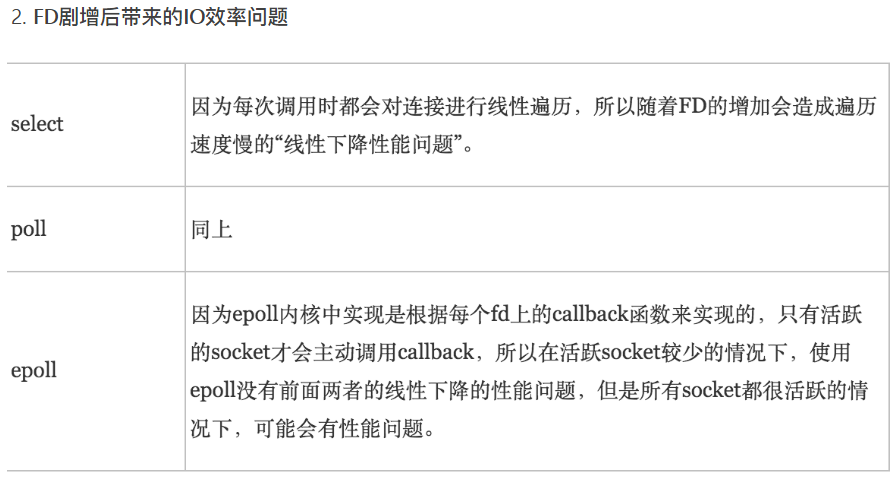 2. FD剧增后带来的IO效率问题
select
因为每次调用时都会对连接进行线性遍历，所以随着FD的增加会造成遍历
速度慢的“线性下降性能问题”。
poll
同上
epoll
因为epoll内核中实现是根据每个fd上的callback函数来实现的，只有活跃
的socket才会主动调用callback，所以在活跃socket较少的情况下，使用
epoll没有前面两者的线性下降的性能问题，但是所有socket都很活跃的情
况下，可能会有性能问题。